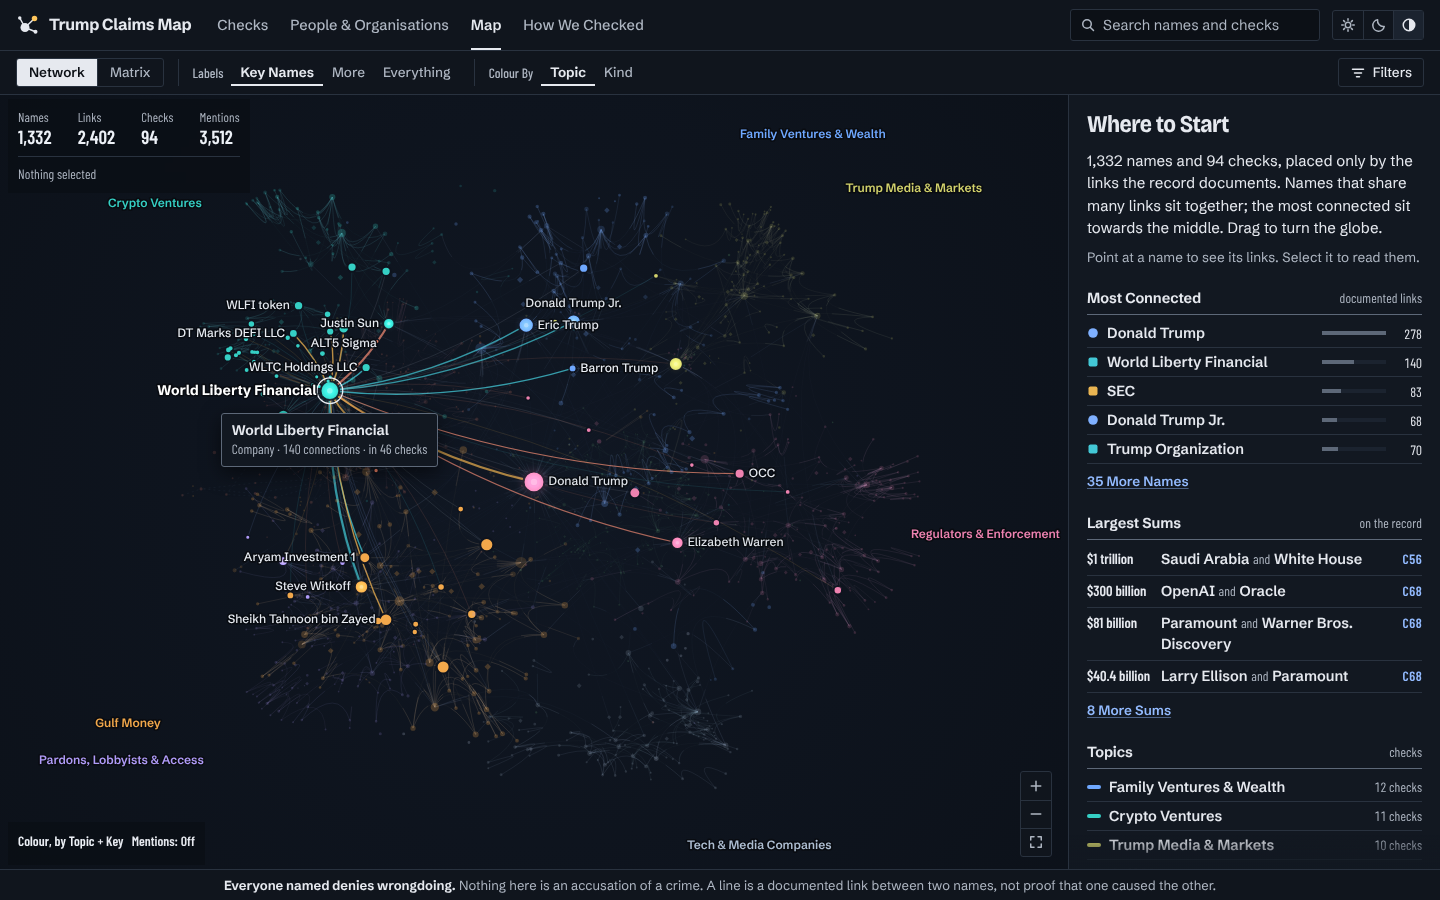 Trump Claims Map
Checks
People & Organisations
Map
How We Checked
Search names and checks
Network
Matrix
Labels
Key Names
More
Everything
Colour By
Topic
Kind
Filters
Names
Links
Checks
Mentions
1,332
2,402
94
3,512
Nothing selected
Family Ventures & Wealth
Trump Media & Markets
Crypto Ventures
WLFI token
Donald Trump Jr.
Justin Sun
Eric Trump
DT Marks DEFI LLC
ALT5 Sigma
WLTC Holdings LLC
Barron Trump
World Liberty Financial
World Liberty Financial
Company · 140 connections · in 46 checks
OCC
Donald Trump
Regulators & Enforcement
Elizabeth Warren
Aryam Investment 1
Steve Witkoff
Sheikh Tahnoon bin Zayed
Gulf Money
Pardons, Lobbyists & Access
Colour, by Topic + Key
Mentions: Off
Tech & Media Companies
Where to Start
1,332 names and 94 checks, placed only by the
links the record documents. Names that share
many links sit together; the most connected sit
towards the middle. Drag to turn the globe.
Point at a name to see its links. Select it to read them.
Most Connected
documented links
Donald Trump
278
World Liberty Financial
140
SEC
83
Donald Trump Jr.
68
Trump Organization
70
35 More Names
Largest Sums
on the record
$1 trillion
Saudi Arabia and White House
C56
$300 billion
OpenAI and Oracle
C68
$81 billion
Paramount and Warner Bros.
Discovery
C68
$40.4 billion
Larry Ellison and Paramount
C68
8 More Sums
Topics
checks
Family Ventures & Wealth
12 checks
Crypto Ventures
11 checks
Trump Media & Markets
10 checks
Everyone named denies wrongdoing. Nothing here is an accusation of a crime. A line is a documented link between two names, not proof that one caused the other.